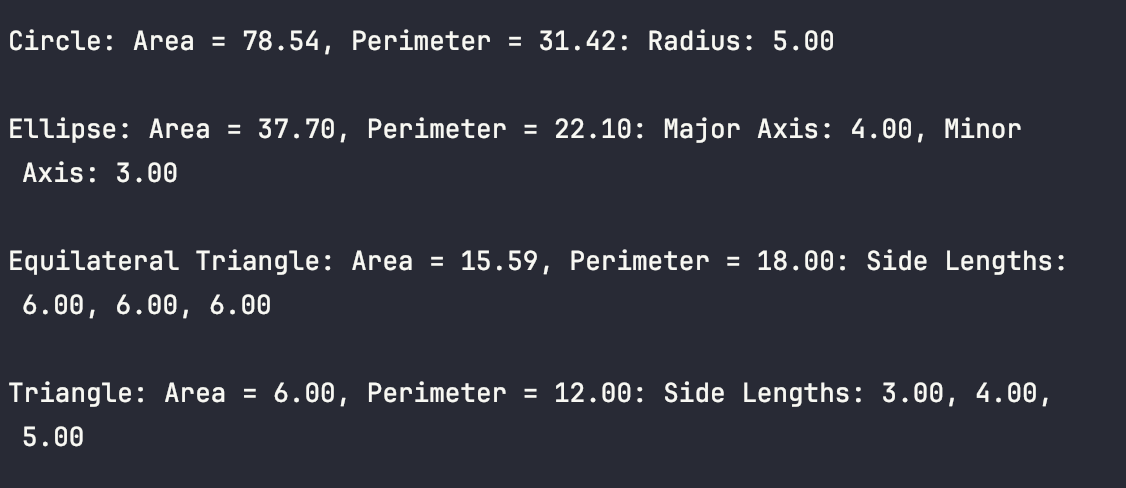 Circle: Area = 78.54, Perimeter = 31.42: Radius: 5.00
Ellipse: Area = 37.70, Perimeter = 22.10: Major Axis: 4.00, Minor
Axis: 3.00
Equilateral Triangle: Area = 15.59, Perimeter = 18.00: Side Lengths:
6.00, 6.00, 6.00
Triangle: Area = 6.00, Perimeter = 12.00: Side Lengths: 3.00, 4.00,
5.00